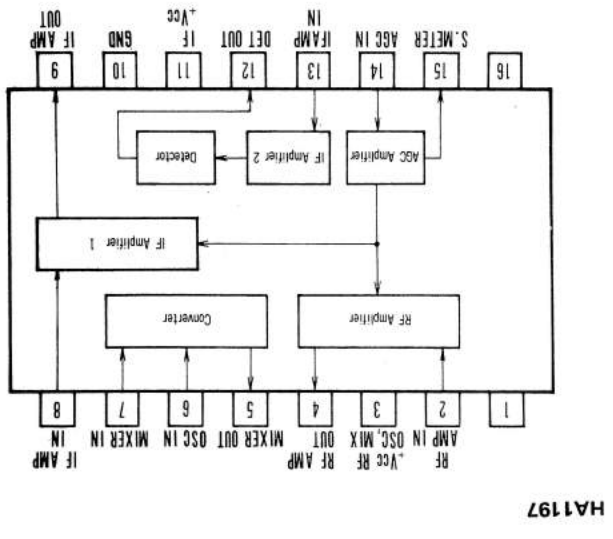 HA1197
RF +Vcc RF RF AMP IF AMP
AMP IN OSC, MIX OUT MIXER OUT OSC IN MIXER IN IN
1 2 3 4 5 6 7 8
RF Amplifier Converter
IF Amplifier 1
AGC Amplifier IF Amplifier 2 Detector
16 15 14 13 12 11 10 9
S.METER AGC IN IF AMP DET OUT IF GND IF AMP
IN +Vcc OUT